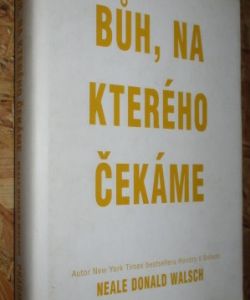 BŮH, NA
KTERÉHO
ČEKÁME
Autor New York Times bestselleru Hovory s Bohem
NEALE DONALD WALSCH